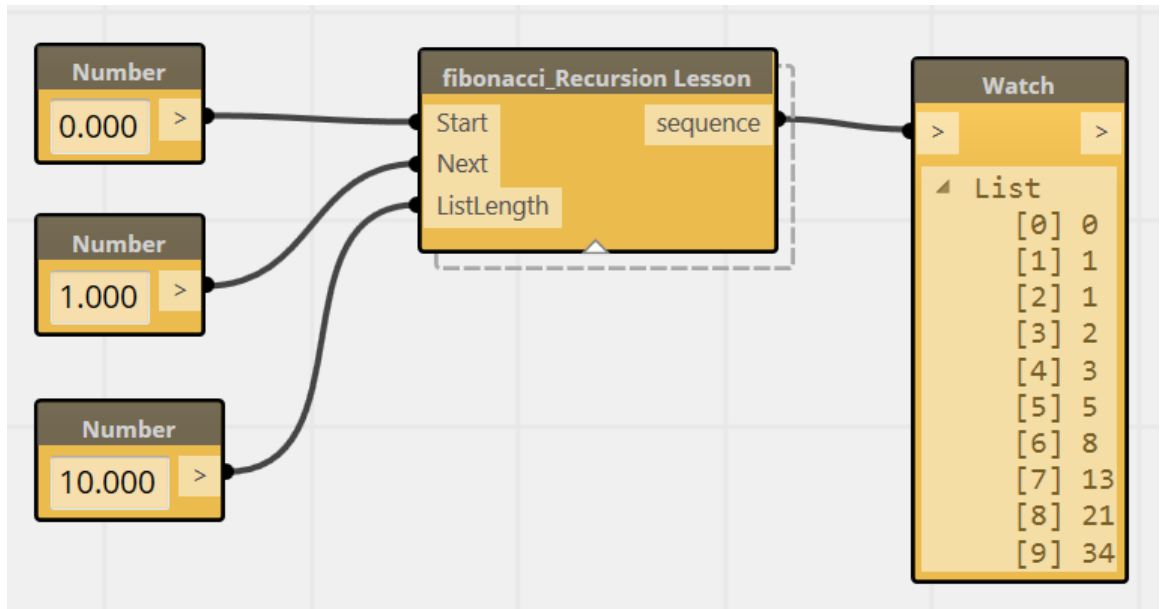 Number
0.000 >
Number
1.000 >
Number
10.000 >
fibonacci_Recursion Lesson
Start sequence
Next
ListLength
Watch
> >
List
[0] 0
[1] 1
[2] 1
[3] 2
[4] 3
[5] 5
[6] 8
[7] 13
[8] 21
[9] 34